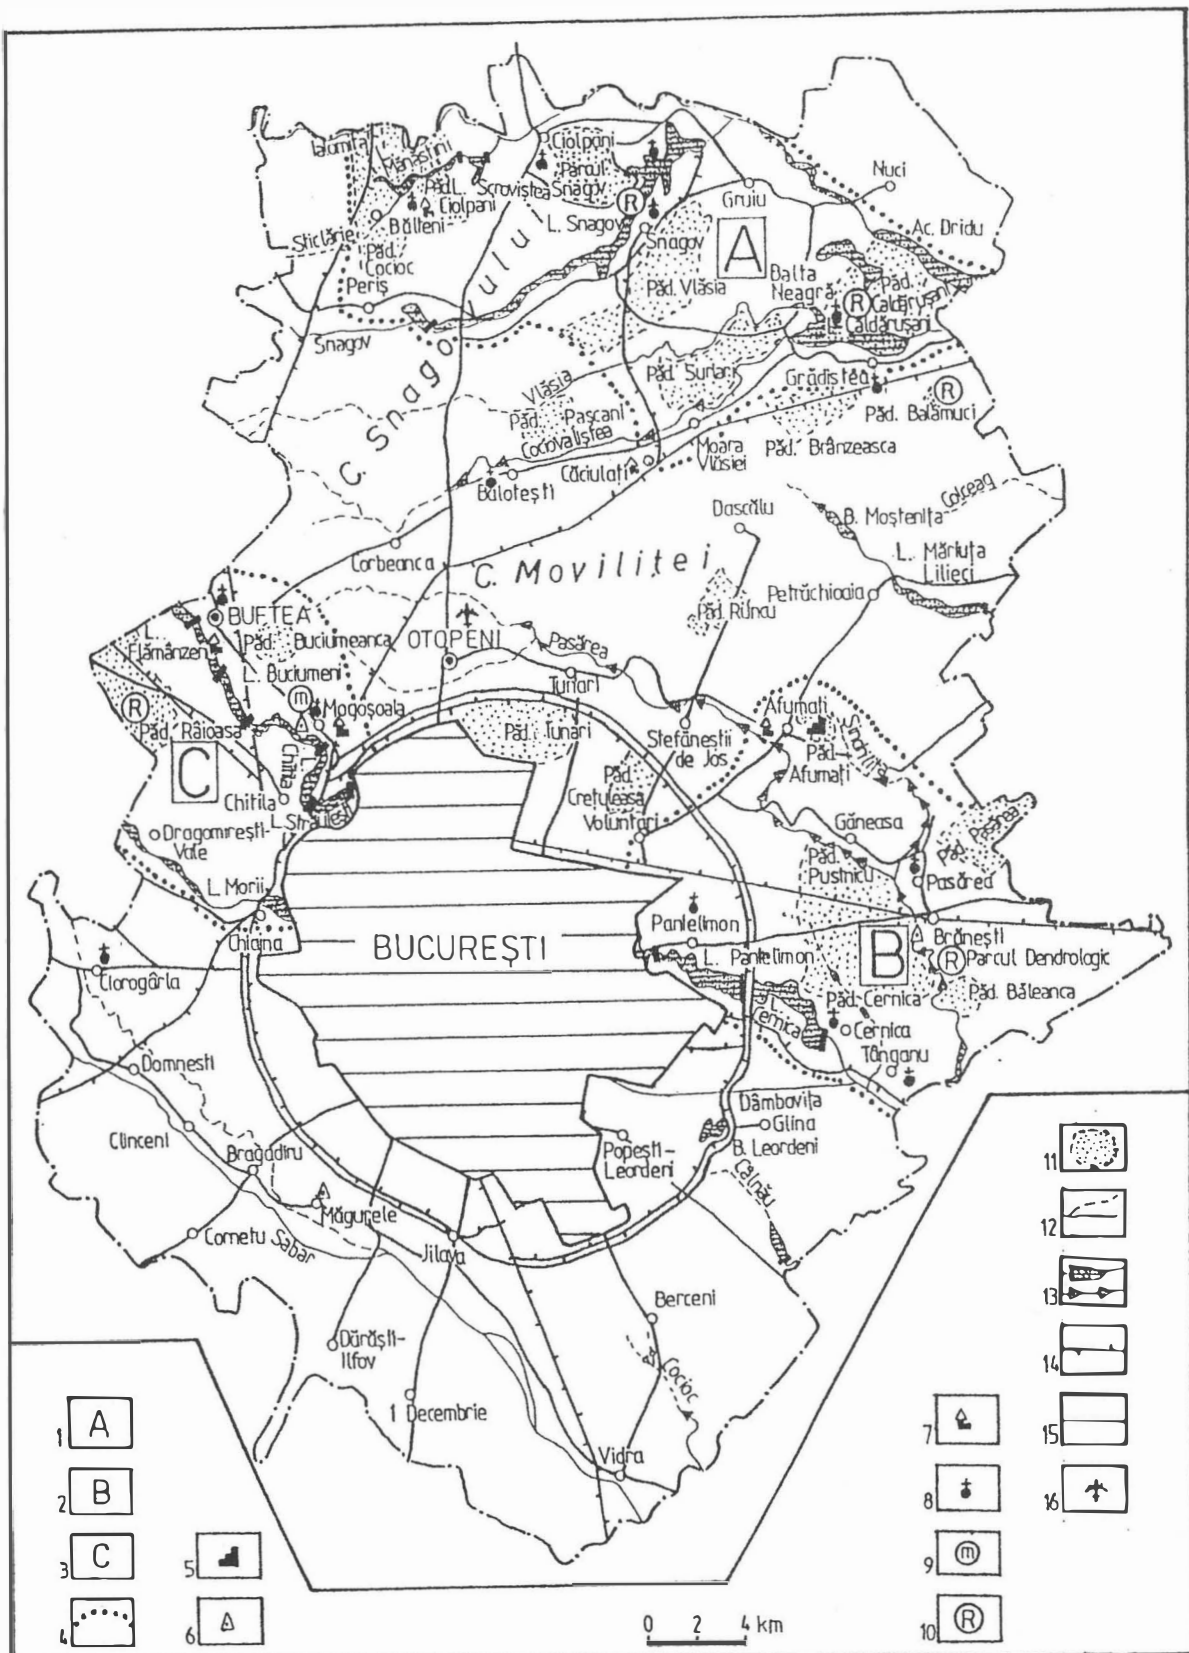 Ialomița
Mănăstirii
Ciolpani
Parcul
Snagov
Nuci
Păd.
L. Scroviștea
Ciolpani
Gruiu
Sticlărie
Bălteni
L. Snagov
Snagov
Ac. Dridu
Păd.
Cocioc
A
Balta
Neagră
Păd.
Căldărușani
Periș
Păd. Vlăsia
L.
Căldărușani
Snagov
C. Snagovului
Vlăsia
Păd. Surlari
Grădiștea
Păd. Balamuci
Păd. Pașcani
Cociovaliștea
Moara
Vlăsiei
Păd. Brânzeasca
Căciulați
Balotești
Dascălu
Colceag
B. Moștenița
Corbeanca
C. Moviliței
L. Măriuța
Lilieci
Petrăchioaia
Păd. Runcu
BUFTEA
L.
Flămânzeni
Păd. Buciumeanca
OTOPENI
Pasărea
L. Buciumeni
Tunari
R
m
Mogoșoaia
Afumați
Păd. Râioasa
Păd. Tunari
Ștefăneștii
de Jos
Șindrilița
C
Chitila
L.
Păd.
Afumați
Păd.
Crețuleasa
Chitila
L. Străulești
Voluntari
Găneasa
Păd. Pasărea
Dragomirești-
Vale
Păd.
Pustnicu
L. Morii
Pasărea
Chiajna
Pantelimon
BUCUREȘTI
Brănești
B
Parcul Dendrologic
L. Pantelimon
Ciorogârla
Păd. Cernica
Păd. Băleanca
L.
Cernica
Cernica
Tânganu
Domnești
Dâmbovița
Glina
Clinceni
Popești-
Leordeni
B. Leordeni
Bragadiru
Câlnău
Măgurele
Cornetu
Sabar
Jilava
Berceni
Dărăști-
Ilfov
Cocioc
1 Decembrie
Vidra
1 A
2 B
3 C
4
5
6
7
8
9 m
10 R
11
12
13
14
15
16
0 2 4 km